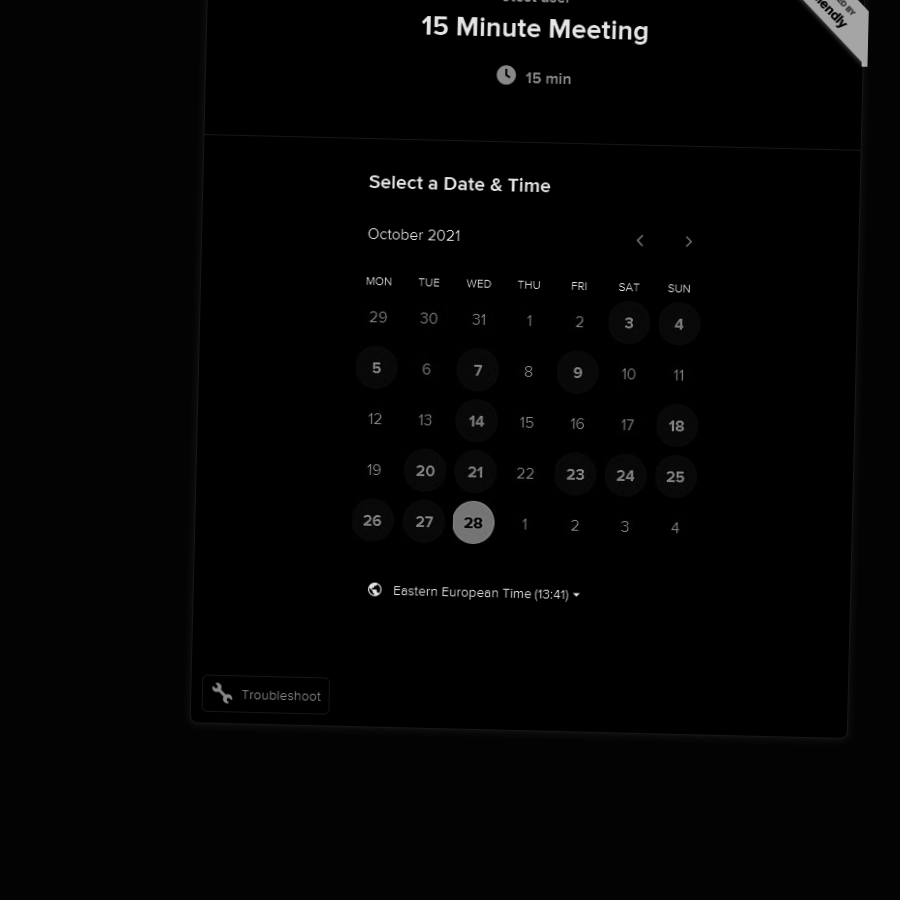 15 Minute Meeting
15 min
Select a Date & Time
October 2021
MON TUE WED THU FRI SAT SUN
29 30 31 1 2 3 4
5 6 7 8 9 10 11
12 13 14 15 16 17 18
19 20 21 22 23 24 25
26 27 28 1 2 3 4
Eastern European Time (13:41)
Troubleshoot